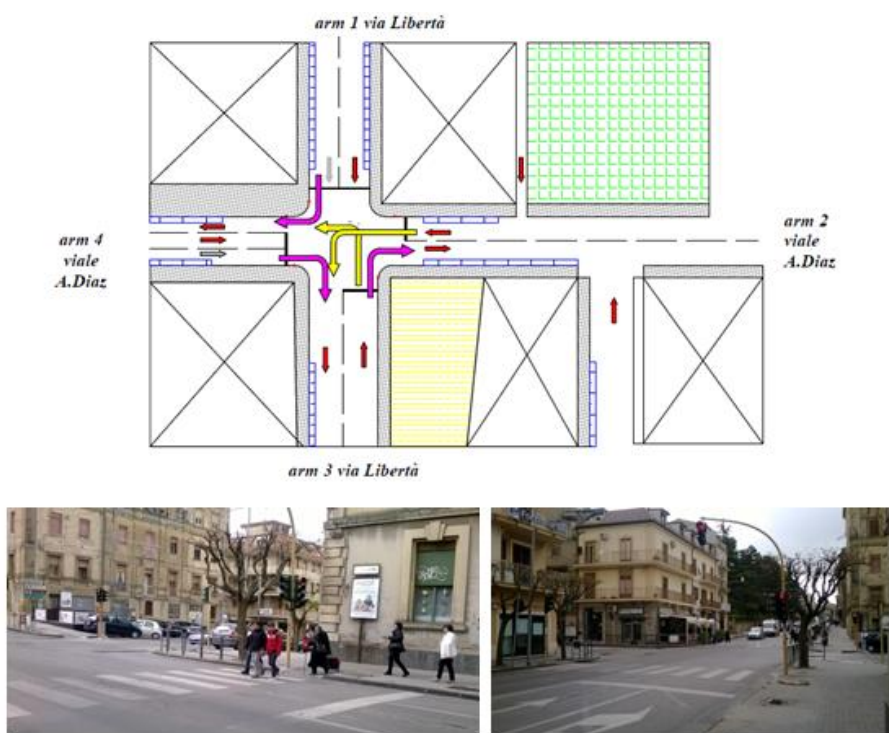 arm 1 via Libertà
arm 2
viale
A.Diaz
arm 4
viale
A.Diaz
arm 3 via Libertà